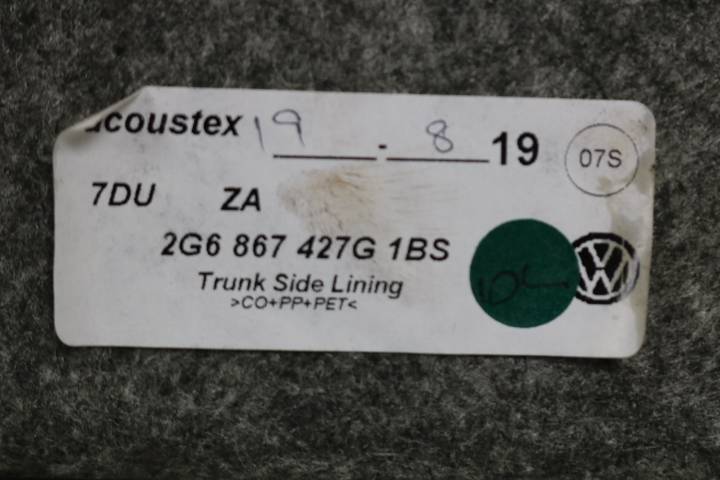 acoustex 19 - 8 19 07S
7DU ZA
2G6 867 427G 1BS
Trunk Side Lining
>CO+PP+PET<